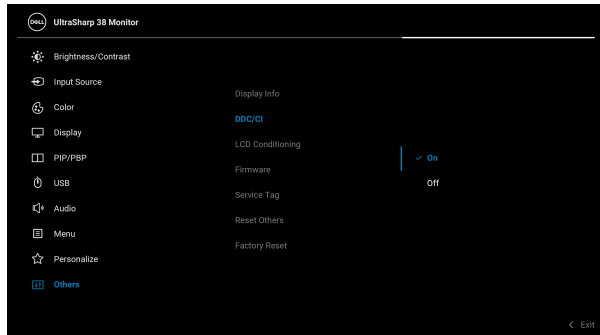 DELL UltraSharp 38 Monitor
Brightness/Contrast
Input Source
Color
Display
PIP/PBP
USB
Audio
Menu
Personalize
Others
Display Info
DDC/CI
LCD Conditioning
Firmware
Service Tag
Reset Others
Factory Reset
On
Off
Exit